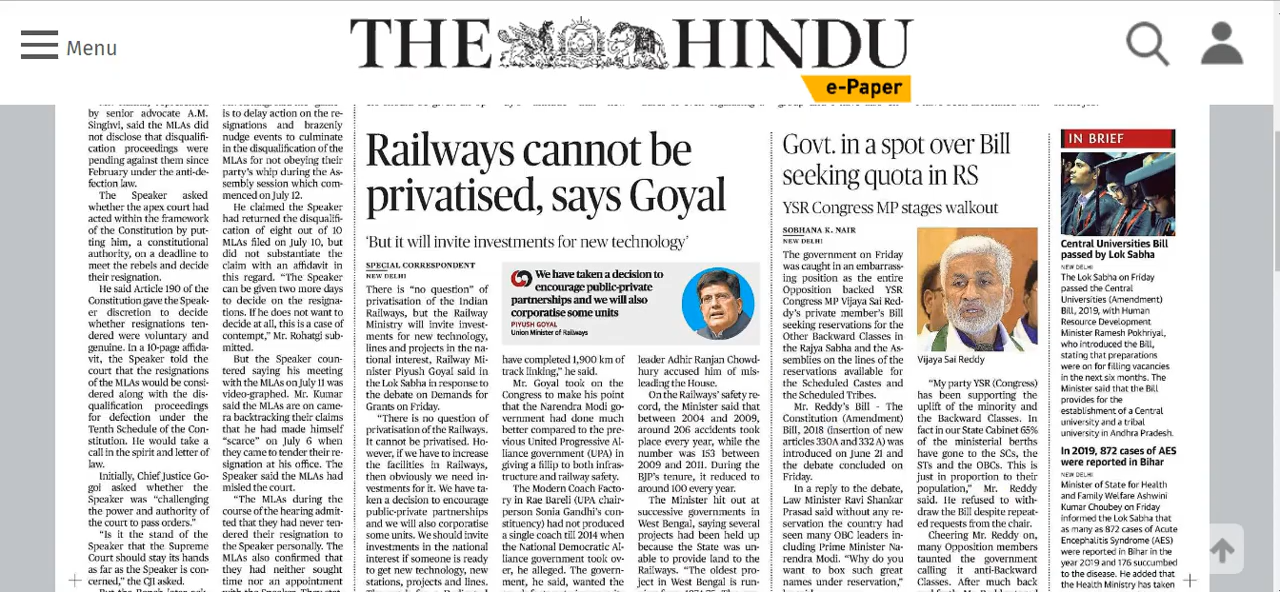 Menu
THE HINDU
e-Paper
by senior advocate A.M.
Singhvi, said the MLAs did
not disclose that disqualifi-
cation proceedings were
pending against them since
February under the anti-de-
fection law.
The Speaker asked
whether the apex court had
acted within the framework
of the Constitution by put-
ting him, a constitutional
authority, on a deadline to
meet the rebels and decide
their resignation.
He said Article 190 of the
Constitution gave the Speak-
er discretion to decide
whether resignations ten-
dered were voluntary and
genuine. In a 10-page affida-
vit, the Speaker told the
court that the resignations
of the MLAs would be consi-
dered along with the dis-
qualification proceedings
for defection under the
Tenth Schedule of the Con-
stitution. He would take a
call in the spirit and letter of
law.
Initially, Chief Justice Go-
goi asked whether the
Speaker was “challenging
the power and authority of
the court to pass orders.”
“Is it the stand of the
Speaker that the Supreme
Court should stay its hands
as far as the Speaker is con-
cerned,” the CJI asked.
is to delay action on the re-
signations and brazenly
nudge events to culminate
in the disqualification of the
MLAs for not obeying their
party’s whip during the As-
sembly session which com-
menced on July 12.
He claimed the Speaker
had returned the disqualifi-
cation of eight out of 10
MLAs filed on July 10, but
did not substantiate the
claim with an affidavit in
this regard. “The Speaker
can be given two more days
to decide on the resigna-
tions. If he does not want to
decide at all, this is a case of
contempt,” Mr. Rohatgi sub-
mitted.
But the Speaker coun-
tered saying his meeting
with the MLAs on July 11 was
video-graphed. Mr. Kumar
said the MLAs are on came-
ra backtracking their claims
that he had made himself
“scarce” on July 6 when
they came to tender their re-
signation at his office. The
Speaker said the MLAs had
misled the court.
“The MLAs during the
course of the hearing admit-
ted that they had never ten-
dered their resignation to
the Speaker personally. The
MLAs also confirmed that
they had neither sought
time nor an appointment
Railways cannot be
privatised, says Goyal
‘But it will invite investments for new technology’
SPECIAL CORRESPONDENT
NEW DELHI
There is “no question” of
privatisation of the Indian
Railways, but the Railway
Ministry will invite invest-
ments for new technology,
lines and projects in the na-
tional interest, Railway Mi-
nister Piyush Goyal said in
the Lok Sabha in response to
the debate on Demands for
Grants on Friday.
“There is no question of
privatisation of the Railways.
It cannot be privatised. Ho-
wever, if we have to increase
the facilities in Railways,
then obviously we need in-
vestments for it. We have ta-
ken a decision to encourage
public-private partnerships
and we will also corporatise
some units. We should invite
investments in the national
interest if someone is ready
to get new technology, new
stations, projects and lines.
We have taken a decision to
encourage public-private
partnerships and we will also
corporatise some units
PIYUSH GOYAL
Union Minister of Railways
have completed 1,900 km of
track linking,” he said.
Mr. Goyal took on the
Congress to make his point
that the Narendra Modi go-
vernment had done much
better compared to the pre-
vious United Progressive Al-
liance government (UPA) in
giving a fillip to both infras-
tructure and railway safety.
The Modern Coach Fac-
tory in Rae Bareli (UPA chair-
person Sonia Gandhi’s con-
stituency) had not produced
a single coach till 2014 when
the National Democratic Al-
liance government took ov-
er, he alleged. The govern-
ment, he said, wanted the
leader Adhir Ranjan Chowd-
hury accused him of mis-
leading the House.
On the Railways’ safety re-
cord, the Minister said that
between 2004 and 2009,
around 206 accidents took
place every year, while the
number was 153 between
2009 and 2011. During the
BJP’s tenure, it reduced to
around 100 every year.
The Minister hit out at
successive governments in
West Bengal, saying several
projects had been held up
because the State was un-
able to provide land to the
Railways. “The oldest pro-
ject in West Bengal is run-
Govt. in a spot over Bill
seeking quota in RS
YSR Congress MP stages walkout
SOBHANA K. NAIR
NEW DELHI
The government on Friday
was caught in an embarras-
sing position as the entire
Opposition backed YSR
Congress MP Vijaya Sai Red-
dy’s private member’s Bill
seeking reservations for the
Other Backward Classes in
the Rajya Sabha and the As-
semblies on the lines of the
reservations available for
the Scheduled Castes and
the Scheduled Tribes.
Mr. Reddy’s Bill - The
Constitution (Amendment)
Bill, 2018 (insertion of new
articles 330A and 332 A) was
introduced on June 21 and
the debate concluded on
Friday.
In a reply to the debate,
Law Minister Ravi Shankar
Prasad said without any re-
servation the country had
seen many OBC leaders in-
cluding Prime Minister Na-
rendra Modi. “Why do you
want to box such great
names under reservation,”
Vijaya Sai Reddy
“My party YSR (Congress)
has been supporting the
uplift of the minority and
the Backward Classes. In
fact in our State Cabinet 65%
of the ministerial berths
have gone to the SCs, the
STs and the OBCs. This is
just in proportion to their
population,” Mr. Reddy
said. He refused to with-
draw the Bill despite repeat-
ed requests from the chair.
Cheering Mr. Reddy on,
many Opposition members
taunted the government
calling it anti-Backward
Classes. After much back
IN BRIEF
Central Universities Bill
passed by Lok Sabha
NEW DELHI
The Lok Sabha on Friday
passed the Central
Universities (Amendment)
Bill, 2019, with Human
Resource Development
Minister Ramesh Pokhriyal,
who introduced the Bill,
stating that preparations
were on for filling vacancies
in the next six months. The
Minister said that the Bill
provides for the
establishment of a Central
university and a tribal
university in Andhra Pradesh.
In 2019, 872 cases of AES
were reported in Bihar
NEW DELHI
Minister of State for Health
and Family Welfare Ashwini
Kumar Choubey on Friday
informed the Lok Sabha that
as many as 872 cases of Acute
Encephalitis Syndrome (AES)
were reported in Bihar in the
year 2019 and 176 succumbed
to the disease. He added that
the Health Ministry has taken